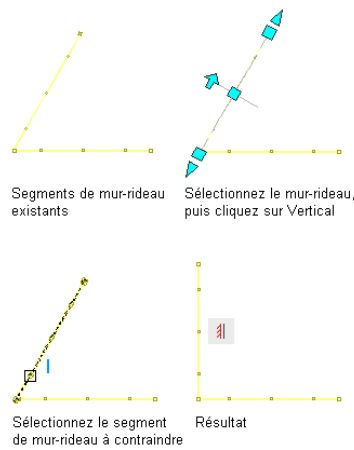 Segments de mur-rideau
existants
Sélectionnez le mur-rideau,
puis cliquez sur Vertical
Sélectionnez le segment
de mur-rideau à contraindre
Résultat